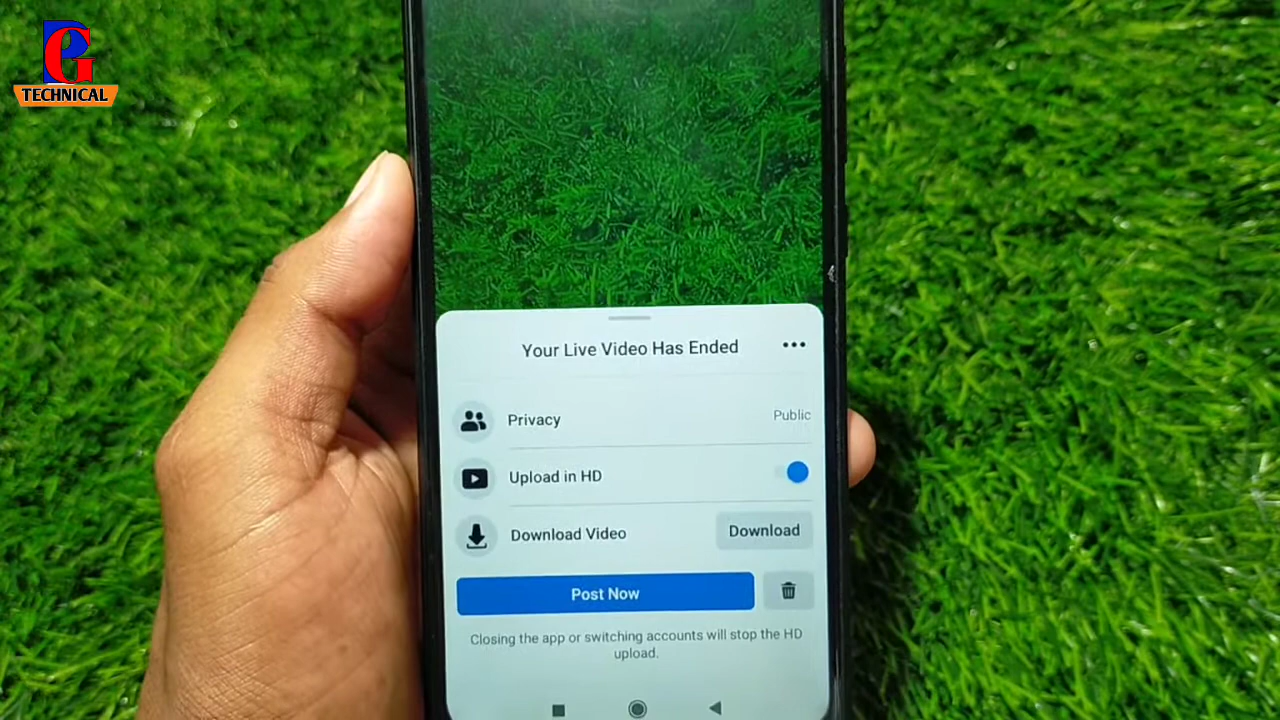 PG
TECHNICAL
Your Live Video Has Ended
Privacy Public
Upload in HD
Download Video Download
Post Now
Closing the app or switching accounts will stop the HD
upload.